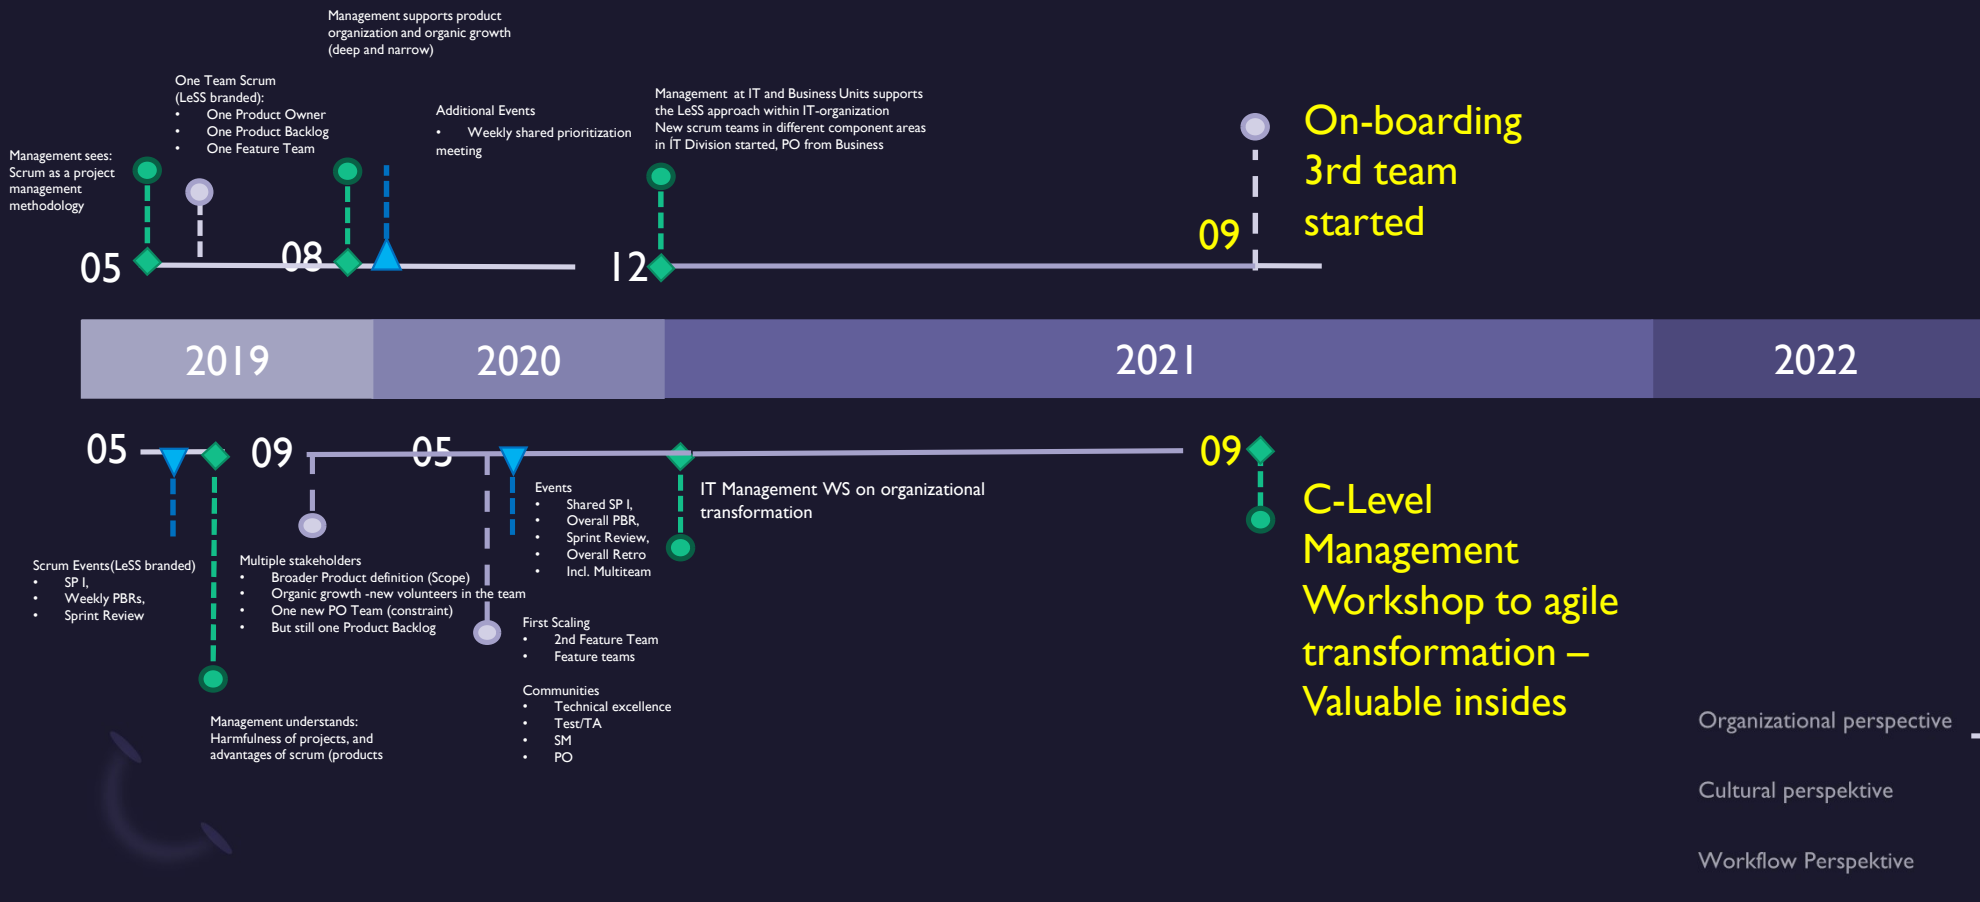 Management supports product
organization and organic growth
(deep and narrow)
One Team Scrum
(LeSS branded):
• One Product Owner
• One Product Backlog
• One Feature Team
Management sees:
Scrum as a project
management
methodology
Additional Events
• Weekly shared prioritization
meeting
Management at IT and Business Units supports
the LeSS approach within IT-organization
New scrum teams in different component areas
in IT Division started, PO from Business
On-boarding
3rd team
started
05
08
12
09
2019
2020
2021
2022
05
09
05
09
Scrum Events(LeSS branded)
• SP I,
• Weekly PBRs,
• Sprint Review
Multiple stakeholders
• Broader Product definition (Scope)
• Organic growth -new volunteers in the team
• One new PO Team (constraint)
• But still one Product Backlog
Events
• Shared SP I,
• Overall PBR,
• Sprint Review,
• Overall Retro
• Incl. Multiteam
IT Management WS on organizational
transformation
C-Level
Management
Workshop to agile
transformation –
Valuable insides
First Scaling
• 2nd Feature Team
• Feature teams
Communities
• Technical excellence
• Test/TA
• SM
• PO
Management understands:
Harmfulness of projects, and
advantages of scrum (products
Organizational perspective
Cultural perspektive
Workflow Perspektive